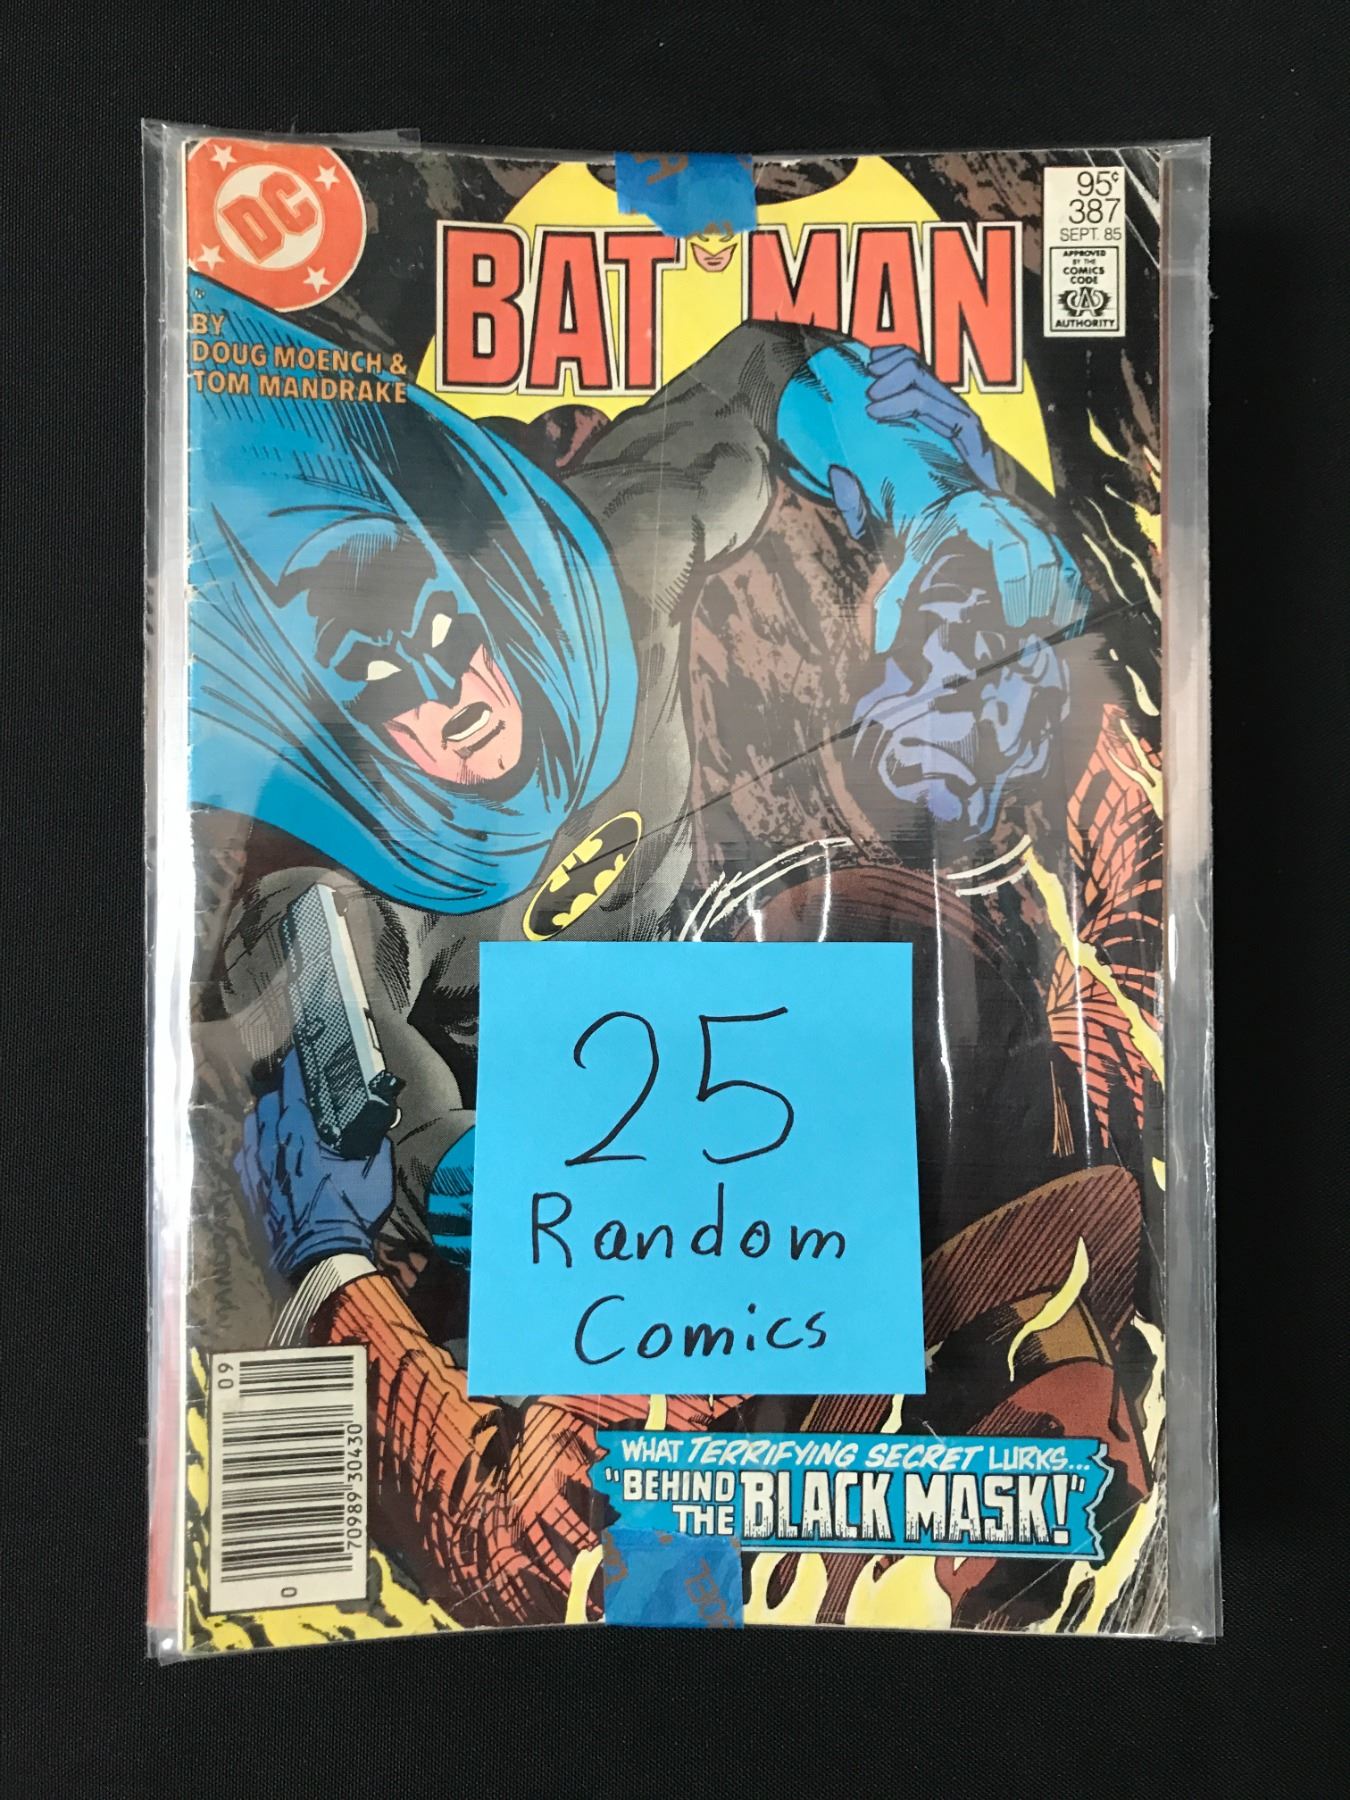 DC
BATMAN
95¢
387
SEPT. 85
APPROVED
BY THE
COMICS
CODE
AUTHORITY
BY
DOUG MOENCH &
TOM MANDRAKE
25
Random
Comics
WHAT TERRIFYING SECRET LURKS...
"BEHIND
THE BLACK MASK!"
09
70989 30430
0